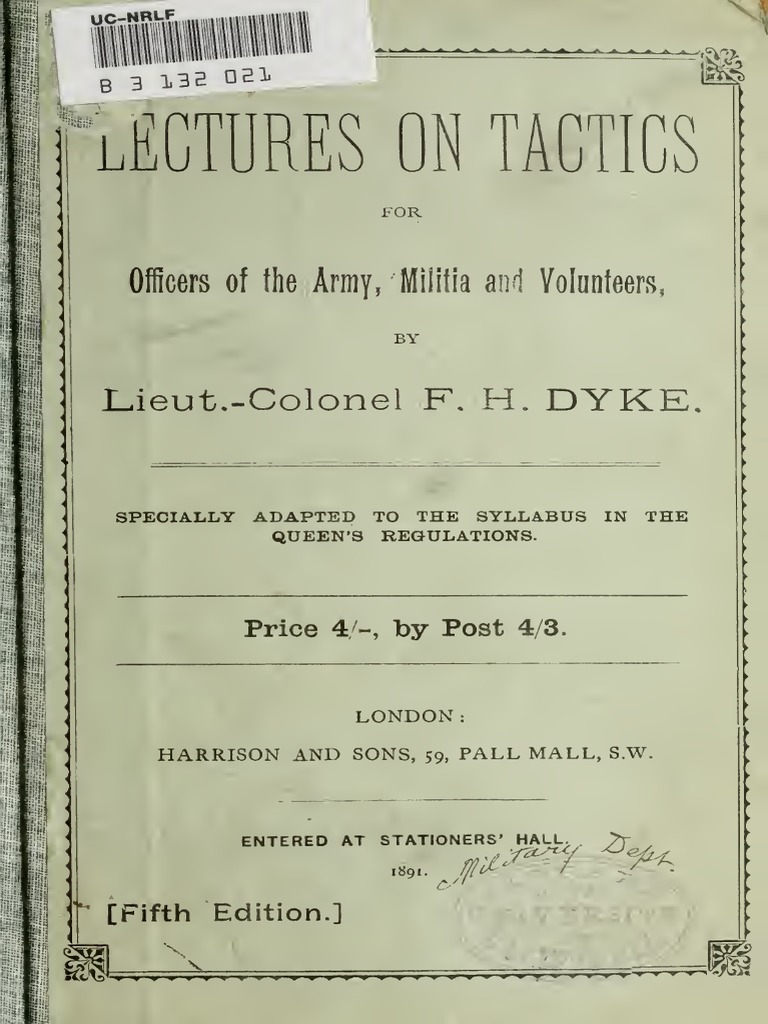 UC-NRLF
B 3 132 021
LECTURES ON TACTICS
FOR
Officers of the Army, Militia and Volunteers,
BY
Lieut.-Colonel F. H. DYKE.
SPECIALLY ADAPTED TO THE SYLLABUS IN THE
QUEEN'S REGULATIONS.
Price 4/-, by Post 4/3.
LONDON:
HARRISON AND SONS, 59, PALL MALL, S.W.
ENTERED AT STATIONERS' HALL.
1891.
Military Dept.
[Fifth Edition.]
UNIVERSITY